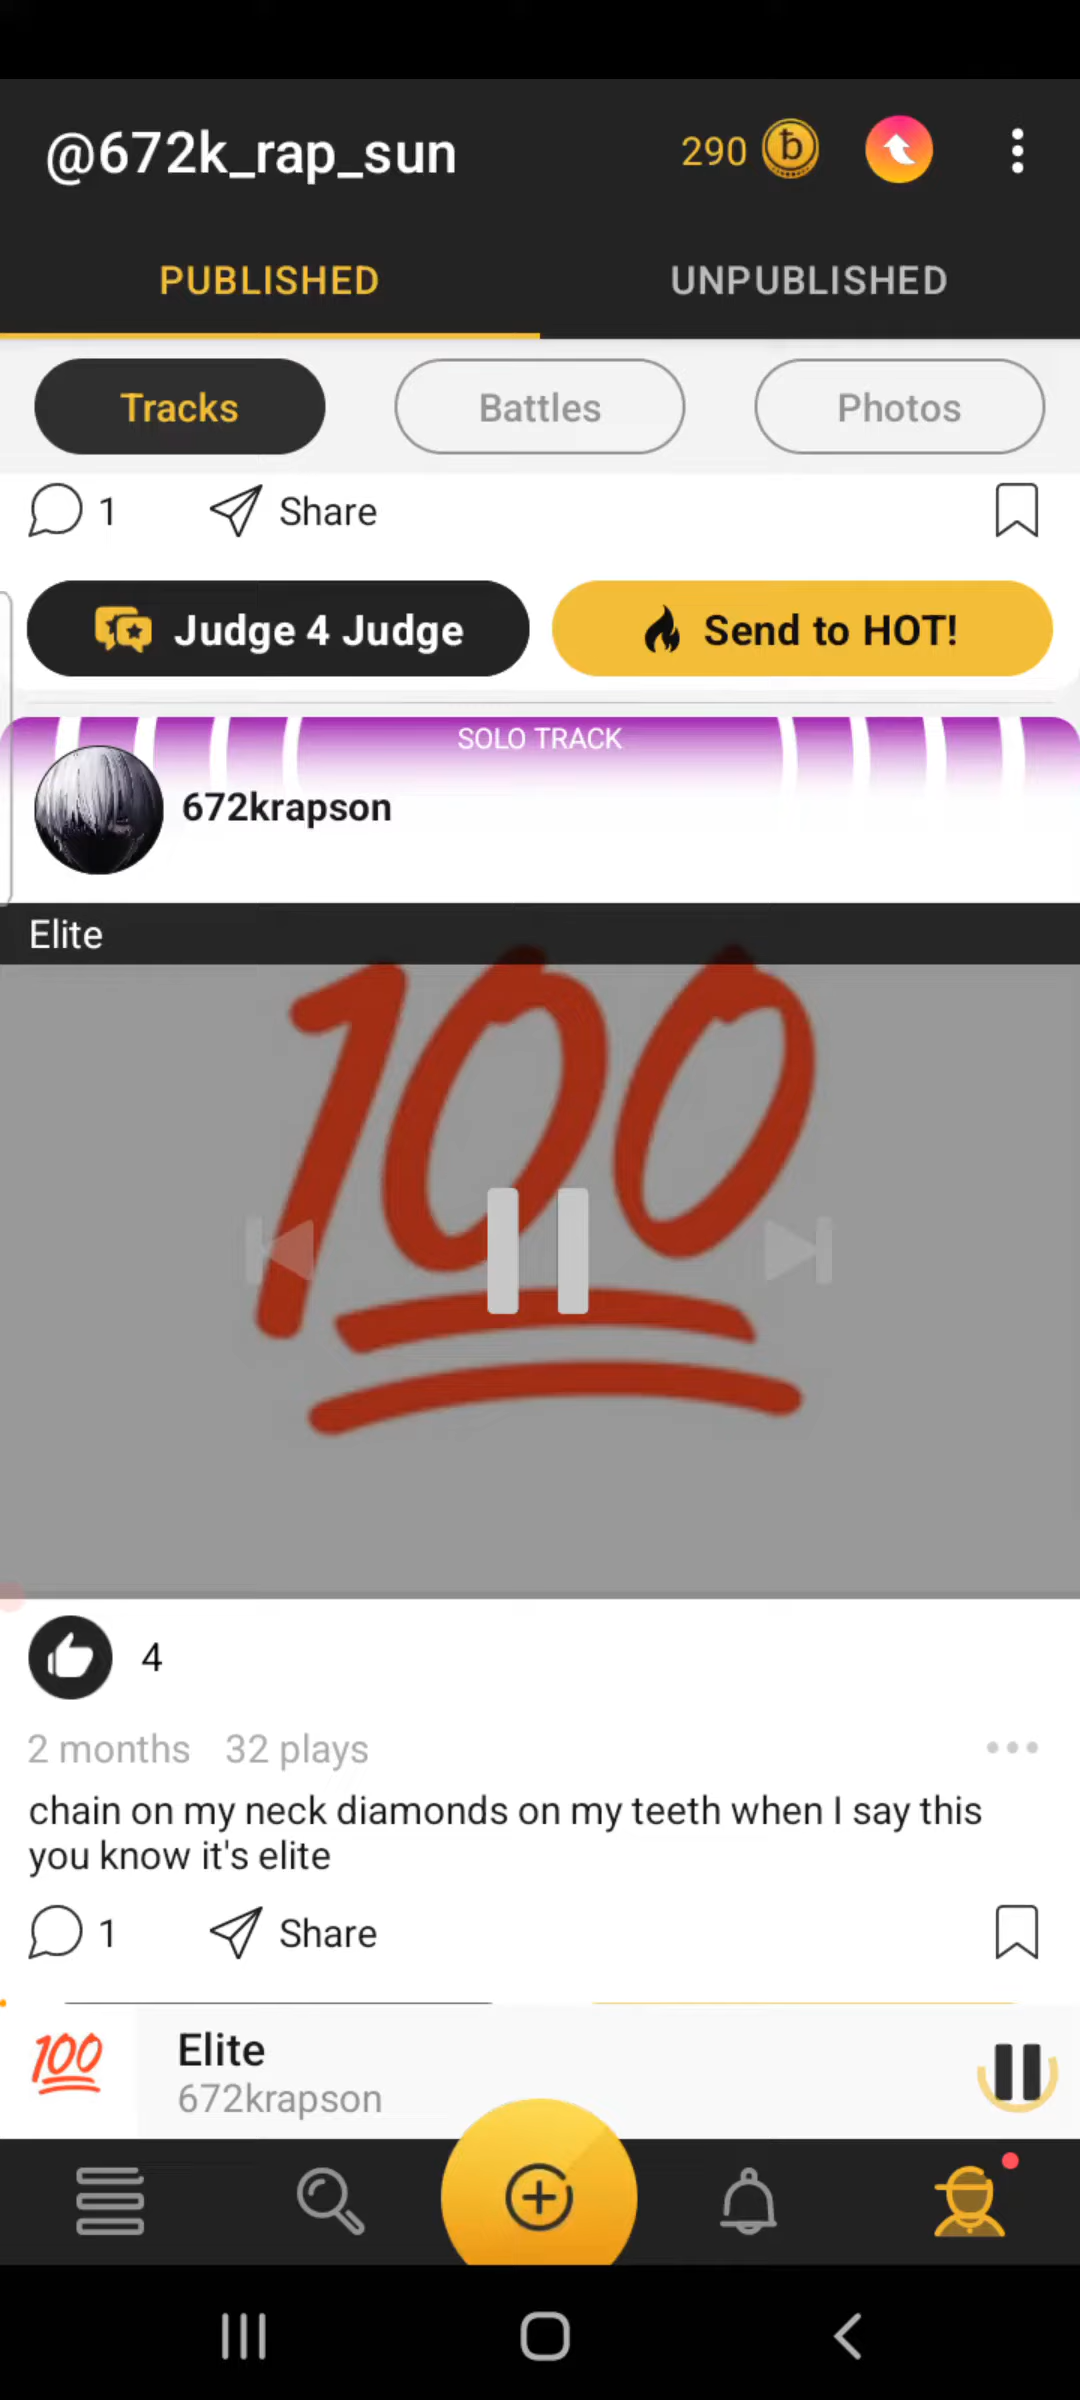 @672k_rap_sun
290
PUBLISHED
UNPUBLISHED
Tracks
Battles
Photos
1
Share
Judge 4 Judge
Send to HOT!
SOLO TRACK
672krapson
Elite
100
4
2 months
32 plays
chain on my neck diamonds on my teeth when I say this
you know it's elite
1
Share
100
Elite
672krapson